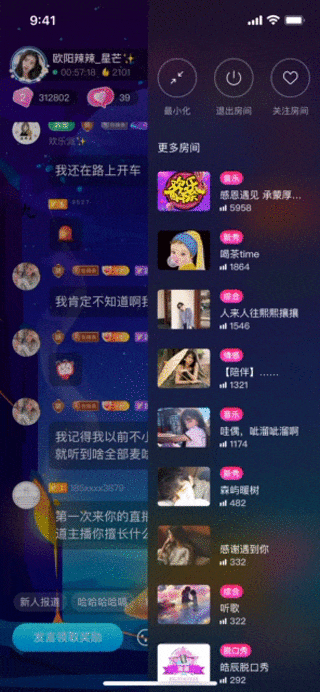 9:41
欧阳辣辣_星芒✨
00:57:18 2101
2 312802 39
欢乐派✨
我还在路上开车
我肯定不知道啊我
我记得我以前不小
就听到啥全部麦
第一次来你的直播
道主播你擅长什么
新人报道
哈哈哈哈嗝
发言领取奖励
最小化
退出房间
关注房间
更多房间
音乐
感恩遇见 承蒙厚...
5958
新秀
喝茶time
1864
综合
人来人往熙熙攘攘
1546
情感
【陪伴】......
1321
音乐
哇偶，呲溜呲溜啊
1174
新秀
森屿暖树
482
感谢遇到你
332
综合
听歌
322
脱口秀
皓辰脱口秀
292